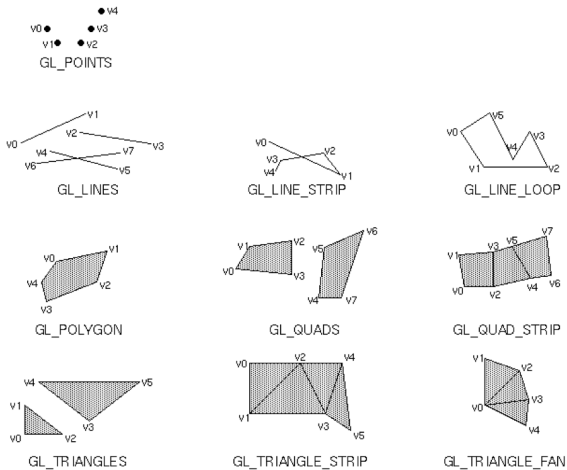 v4
v0 v3
v1 v2
GL_POINTS
v1
v2
v0 v3
v4 v7
v6 v5
GL_LINES
v0
v2
v3
v4
v1
GL_LINE_STRIP
v5
v0 v3
v4
v1 v2
GL_LINE_LOOP
v1
v0
v4 v2
v3
GL_POLYGON
v1 v2
v0 v3
v6
v5
v4 v7
GL_QUADS
v7
v5
v3
v1
v6
v4
v0 v2
GL_QUAD_STRIP
v4 v5
v1
v3
v0 v2
GL_TRIANGLES
v0 v2 v4
v1 v3
v5
GL_TRIANGLE_STRIP
v1
v2
v3
v0
v4
GL_TRIANGLE_FAN